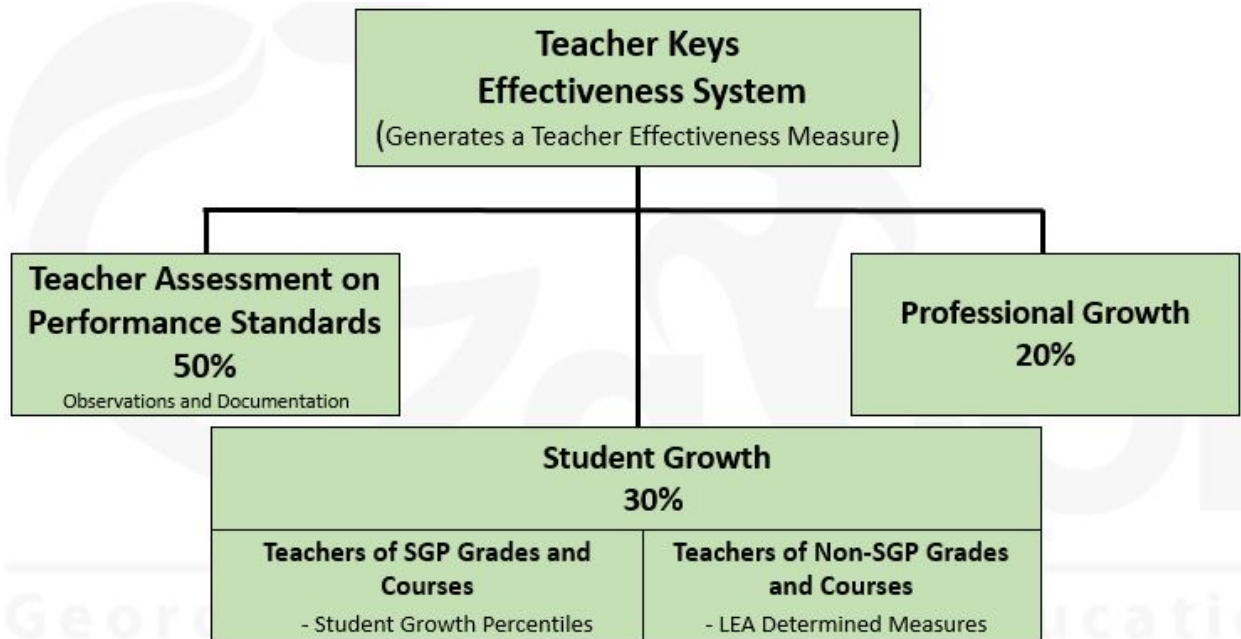 Teacher Keys
Effectiveness System
(Generates a Teacher Effectiveness Measure)
Teacher Assessment on
Performance Standards
50%
Observations and Documentation
Professional Growth
20%
Student Growth
30%
Teachers of SGP Grades and
Courses
- Student Growth Percentiles
Teachers of Non-SGP Grades
and Courses
- LEA Determined Measures